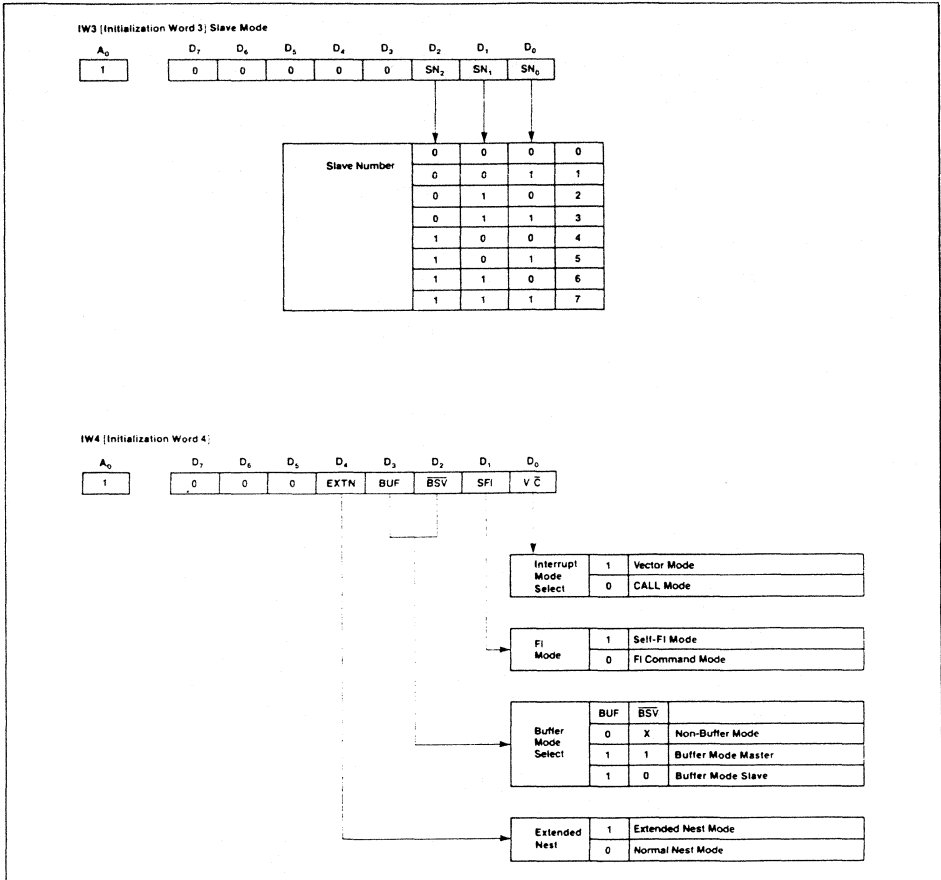 IW3 [Initialization Word 3] Slave Mode
A0 D7 D6 D5 D4 D3 D2 D1 D0
1 0 0 0 0 0 SN2 SN1 SN0
Slave Number
0 0 0 0
0 0 1 1
0 1 0 2
0 1 1 3
1 0 0 4
1 0 1 5
1 1 0 6
1 1 1 7
IW4 [Initialization Word 4]
A0 D7 D6 D5 D4 D3 D2 D1 D0
1 0 0 0 EXTN BUF B̅S̅V̅ SFI V C̅
Interrupt Mode Select
1 Vector Mode
0 CALL Mode
FI Mode
1 Self-FI Mode
0 FI Command Mode
Buffer Mode Select
BUF B̅S̅V̅
0 X Non-Buffer Mode
1 1 Buffer Mode Master
1 0 Buffer Mode Slave
Extended Nest
1 Extended Nest Mode
0 Normal Nest Mode